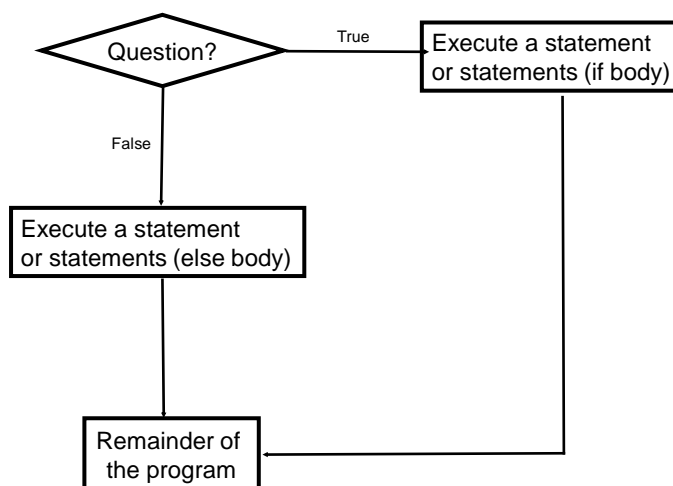 Question?
True
Execute a statement
or statements (if body)
False
Execute a statement
or statements (else body)
Remainder of
the program